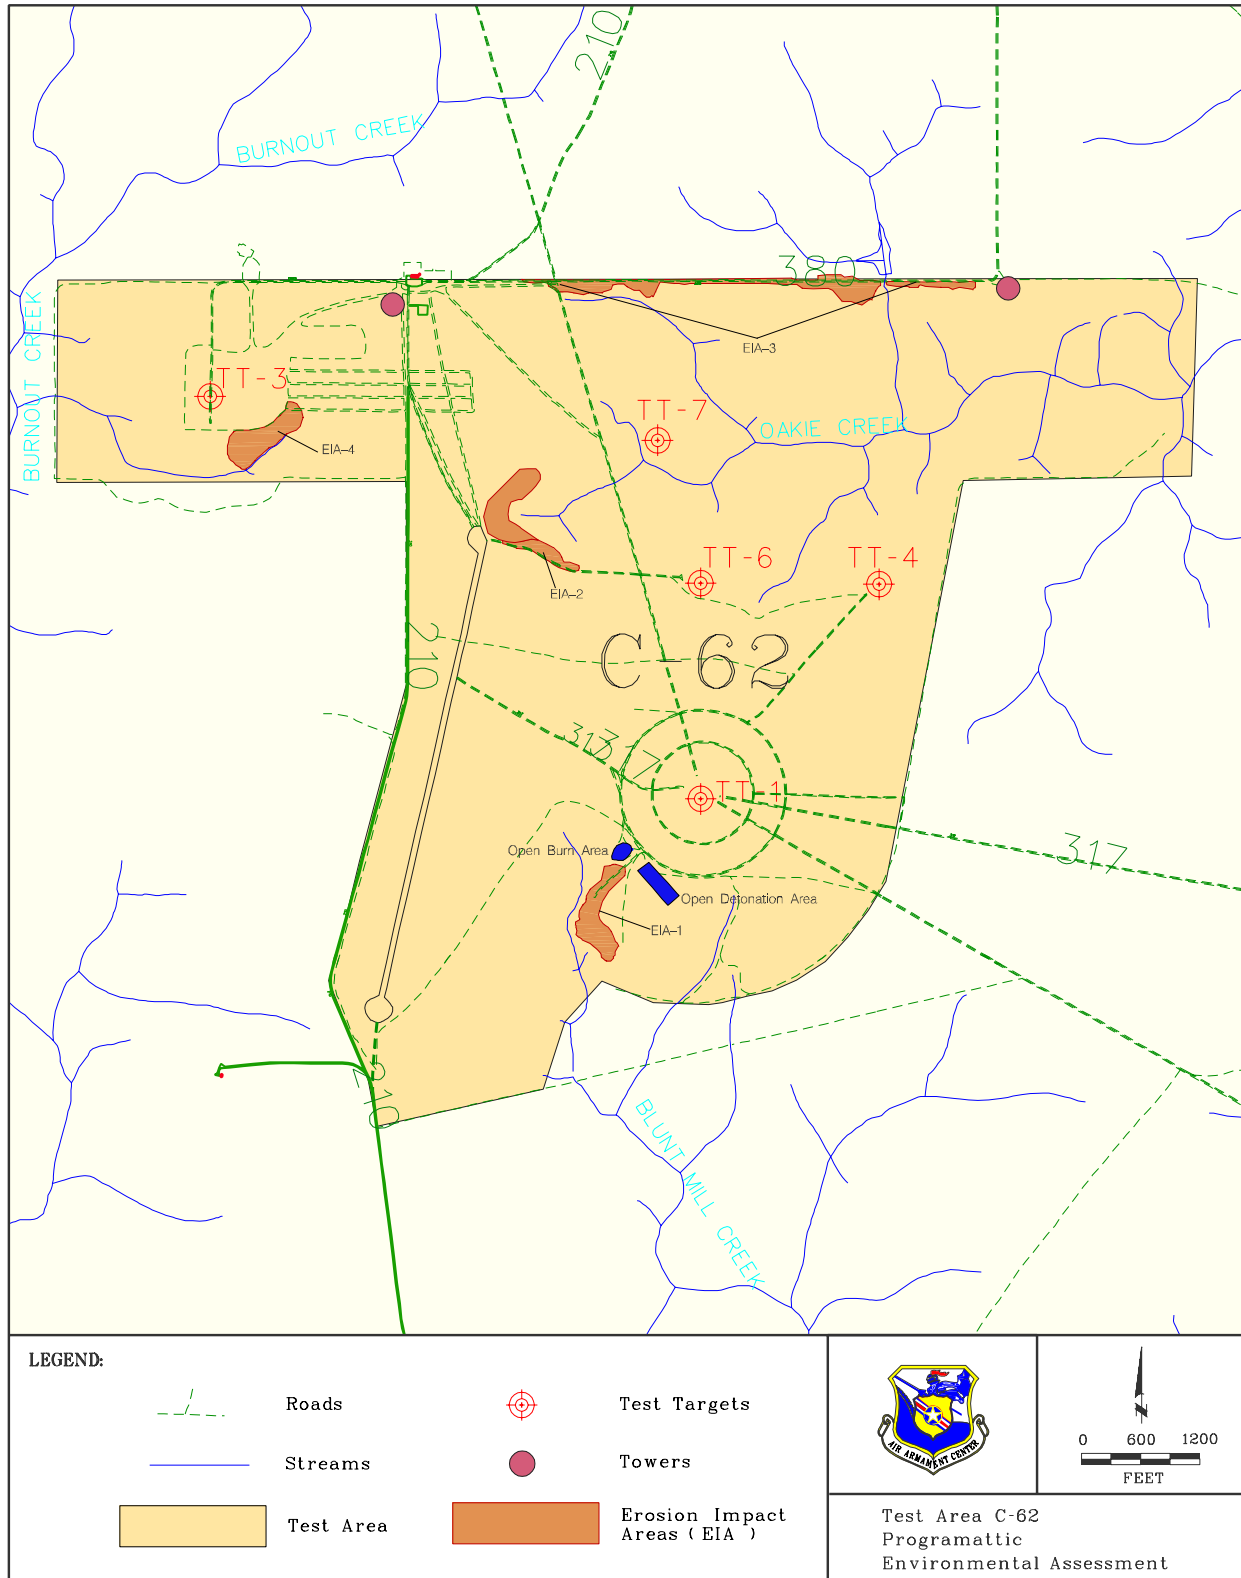 210
BURNOUT CREEK
380
BURNOUT CREEK
EIA-3
TT-3
TT-7
OAKIE CREEK
EIA-4
TT-6
TT-4
EIA-2
210
C-62
313
317
TT-1
317
Open Burn Area
Open Detonation Area
EIA-1
210
BLUNT MILL CREEK
LEGEND:
Roads
Test Targets
Streams
Towers
Test Area
Erosion Impact
Areas ( EIA )
AIR ARMAMENT CENTER
N
0 600 1200
FEET
Test Area C-62
Programattic
Environmental Assessment